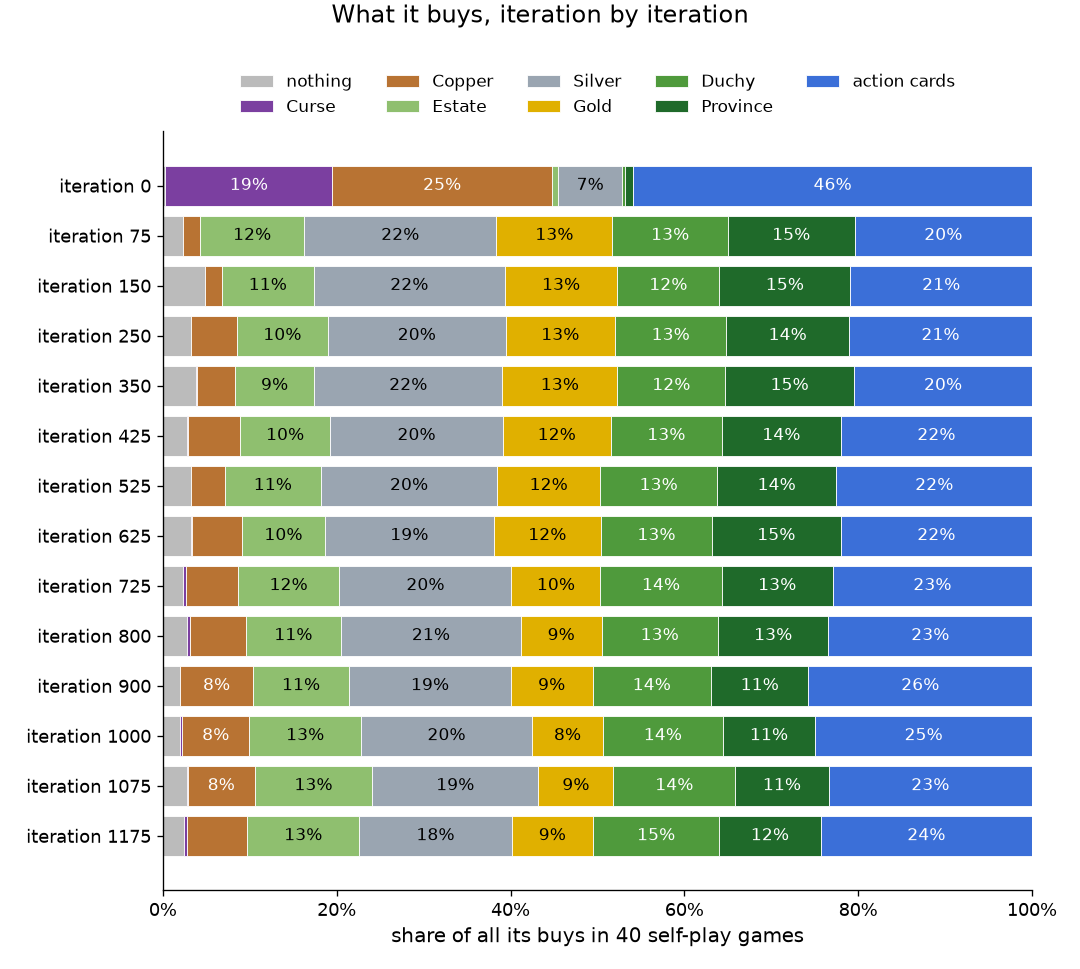 What it buys, iteration by iteration
nothing Copper Silver Duchy action cards
Curse Estate Gold Province
iteration 0 19% 25% 7% 46%
iteration 75 12% 22% 13% 13% 15% 20%
iteration 150 11% 22% 13% 12% 15% 21%
iteration 250 10% 20% 13% 13% 14% 21%
iteration 350 9% 22% 13% 12% 15% 20%
iteration 425 10% 20% 12% 13% 14% 22%
iteration 525 11% 20% 12% 13% 14% 22%
iteration 625 10% 19% 12% 13% 15% 22%
iteration 725 12% 20% 10% 14% 13% 23%
iteration 800 11% 21% 9% 13% 13% 23%
iteration 900 8% 11% 19% 9% 14% 11% 26%
iteration 1000 8% 13% 20% 8% 14% 11% 25%
iteration 1075 8% 13% 19% 9% 14% 11% 23%
iteration 1175 13% 18% 9% 15% 12% 24%
0% 20% 40% 60% 80% 100%
share of all its buys in 40 self-play games